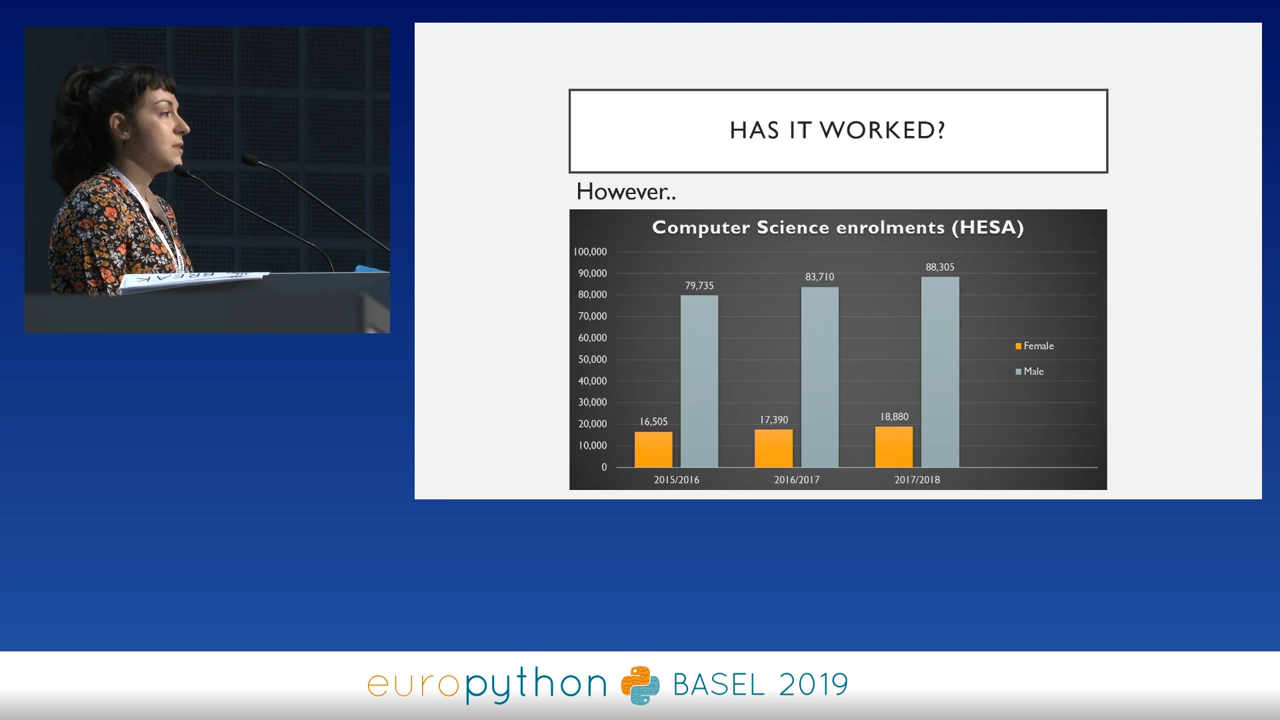 HAS IT WORKED?
However..
Computer Science enrolments (HESA)
100,000
90,000
80,000
70,000
60,000
50,000
40,000
30,000
20,000
10,000
0
16,505
79,735
17,390
83,710
18,880
88,305
2015/2016
2016/2017
2017/2018
Female
Male
BREAK
europython BASEL 2019